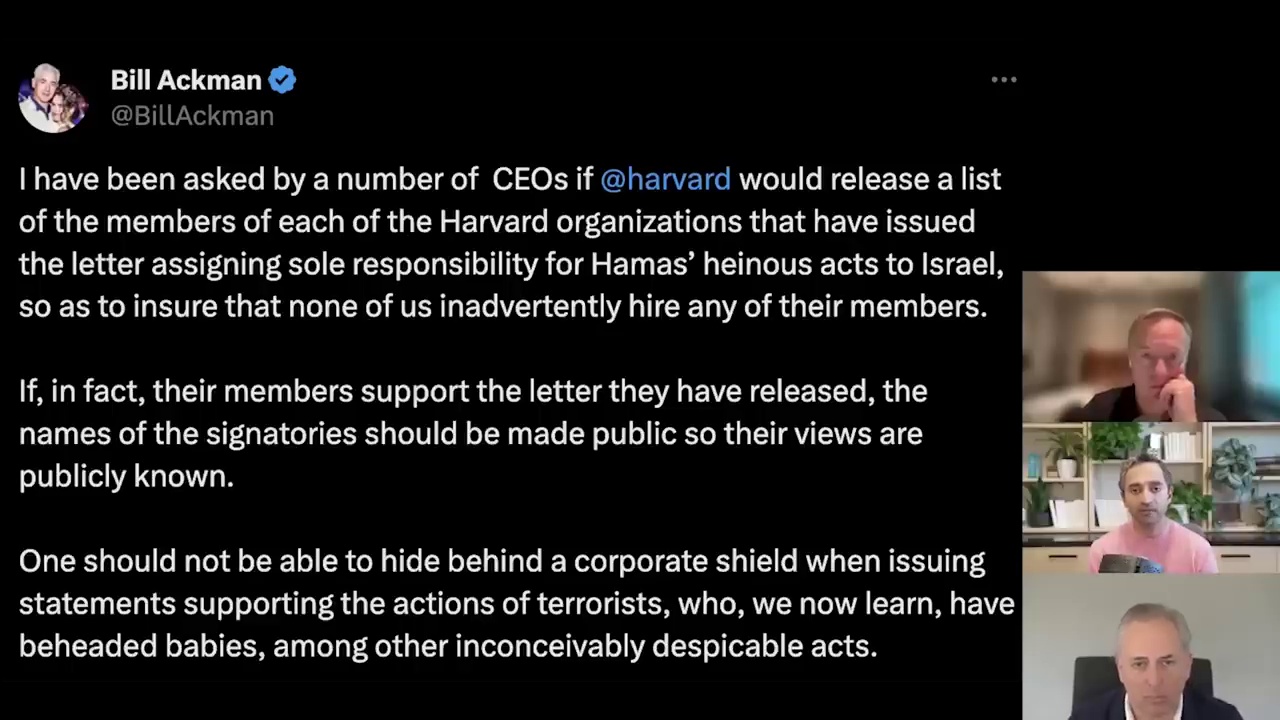 Bill Ackman
@BillAckman
I have been asked by a number of CEOs if @harvard would release a list
of the members of each of the Harvard organizations that have issued
the letter assigning sole responsibility for Hamas’ heinous acts to Israel,
so as to insure that none of us inadvertently hire any of their members.
If, in fact, their members support the letter they have released, the
names of the signatories should be made public so their views are
publicly known.
One should not be able to hide behind a corporate shield when issuing
statements supporting the actions of terrorists, who, we now learn, have
beheaded babies, among other inconceivably despicable acts.